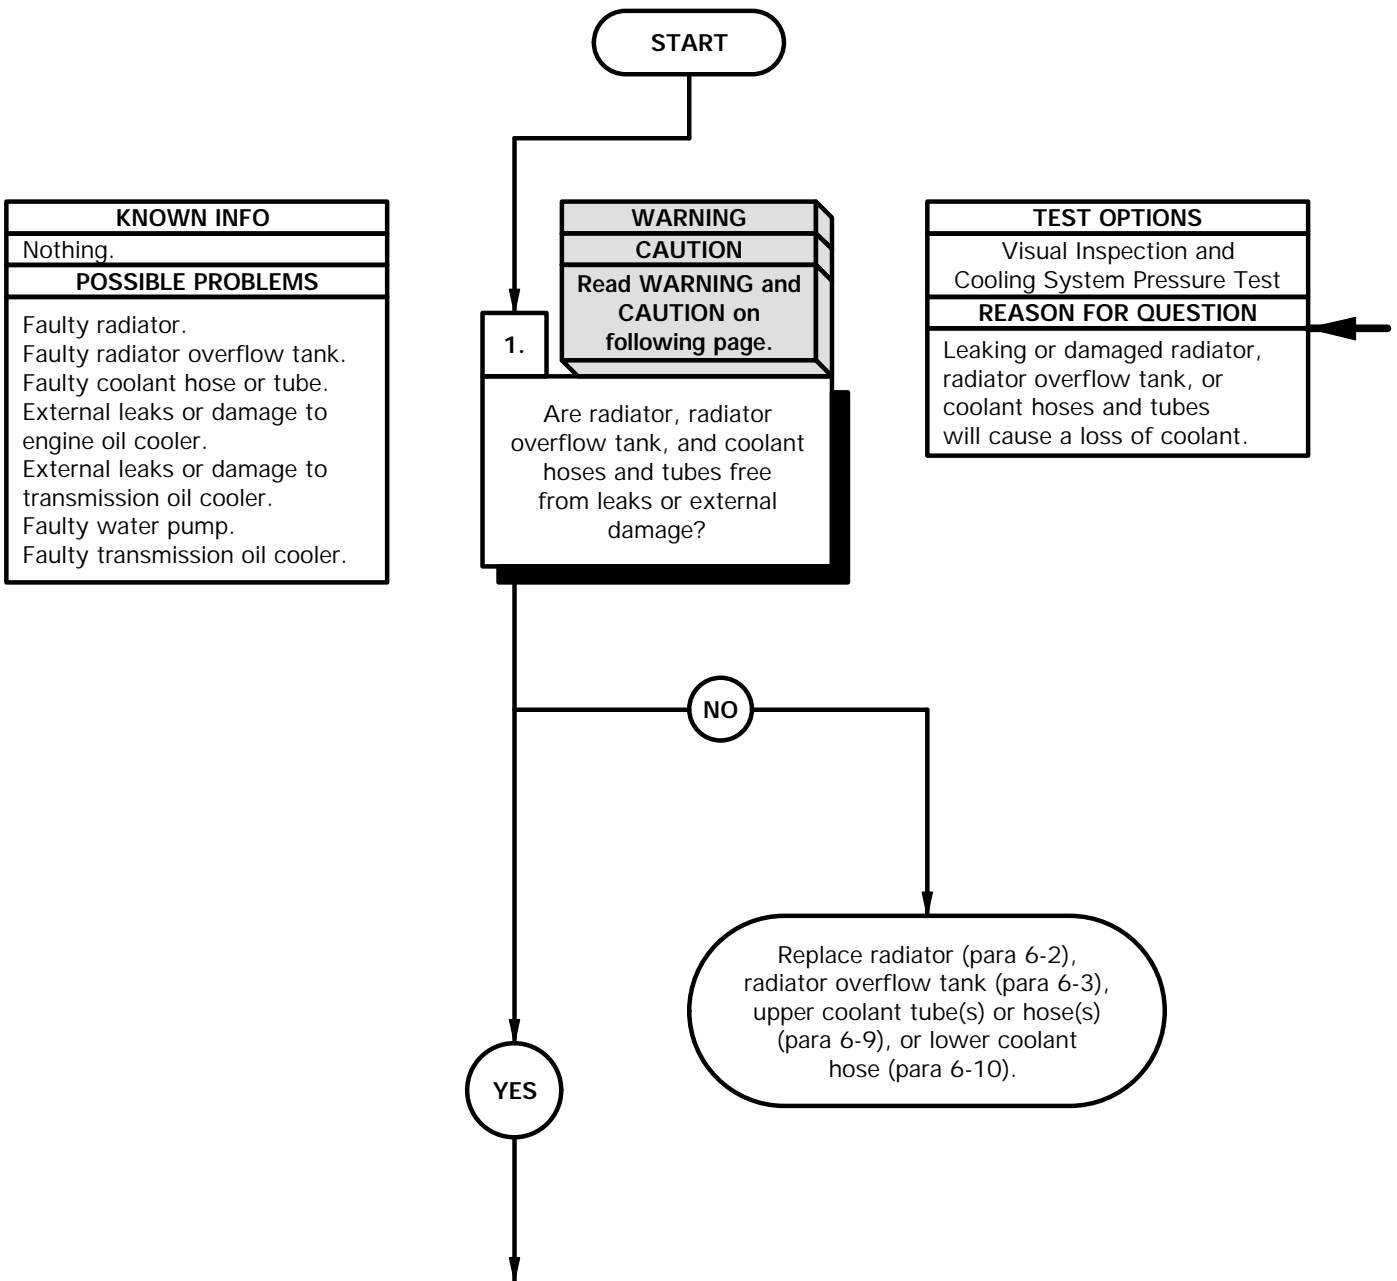 START
KNOWN INFO
Nothing.
POSSIBLE PROBLEMS
Faulty radiator.
Faulty radiator overflow tank.
Faulty coolant hose or tube.
External leaks or damage to
engine oil cooler.
External leaks or damage to
transmission oil cooler.
Faulty water pump.
Faulty transmission oil cooler.
WARNING
CAUTION
Read WARNING and
CAUTION on
following page.
1.
Are radiator, radiator
overflow tank, and coolant
hoses and tubes free
from leaks or external
damage?
TEST OPTIONS
Visual Inspection and
Cooling System Pressure Test
REASON FOR QUESTION
Leaking or damaged radiator,
radiator overflow tank, or
coolant hoses and tubes
will cause a loss of coolant.
NO
Replace radiator (para 6-2),
radiator overflow tank (para 6-3),
upper coolant tube(s) or hose(s)
(para 6-9), or lower coolant
hose (para 6-10).
YES